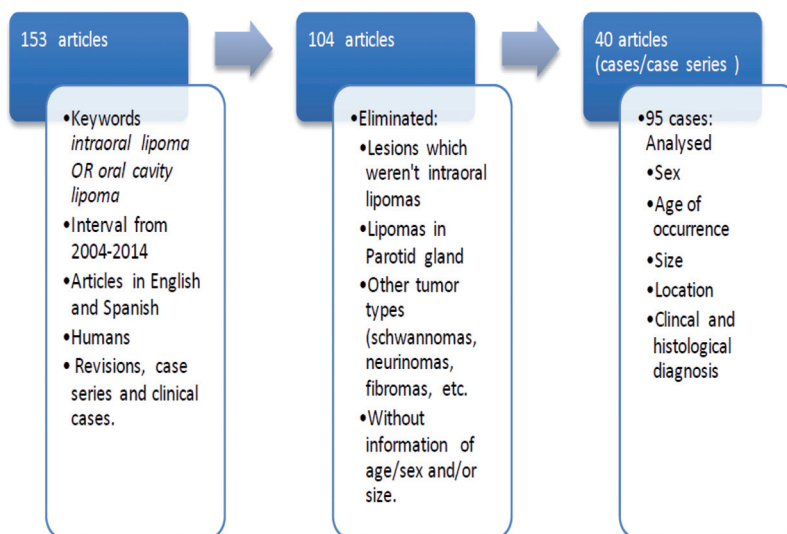 153 articles
•Keywords
intraoral lipoma
OR oral cavity
lipoma
•Interval from
2004-2014
•Articles in English
and Spanish
•Humans
• Revisions, case
series and clinical
cases.
104 articles
•Eliminated:
•Lesions which
weren't intraoral
lipomas
•Lipomas in
Parotid gland
•Other tumor
types
(schwannomas,
neurinomas,
fibromas, etc.
•Without
information of
age/sex and/or
size.
40 articles
(cases/case series )
•95 cases:
Analysed
•Sex
•Age of
occurrence
•Size
•Location
•Clincal and
histological
diagnosis